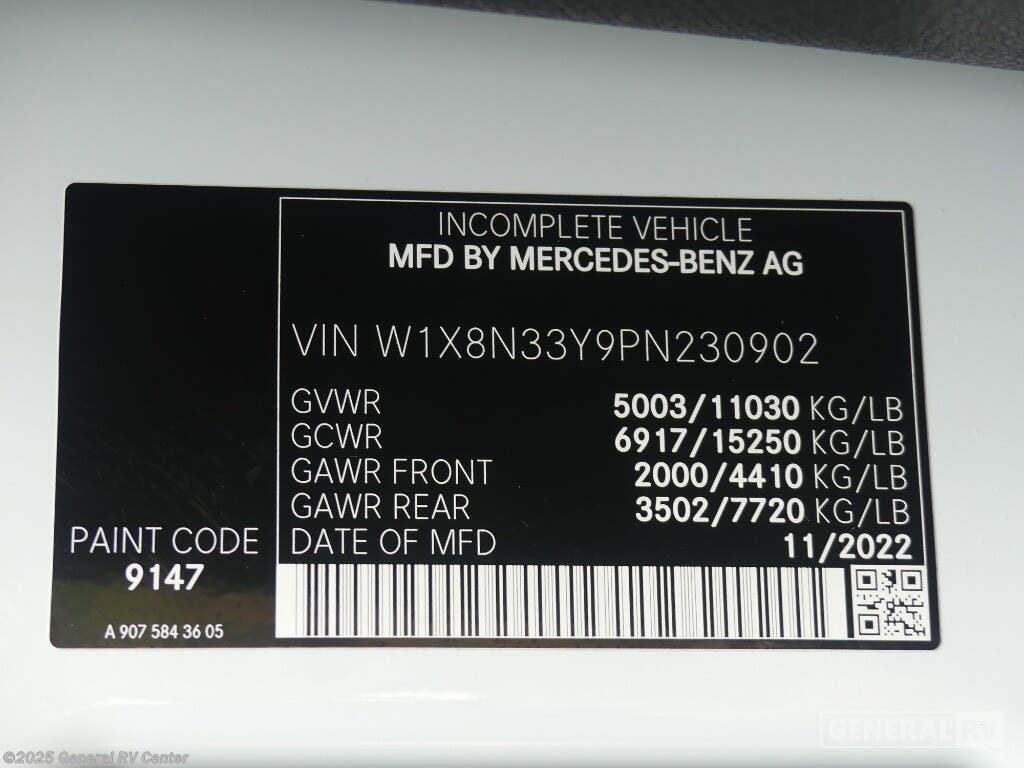 INCOMPLETE VEHICLE
MFD BY MERCEDES-BENZ AG
VIN W1X8N33Y9PN230902
GVWR 5003/11030 KG/LB
GCWR 6917/15250 KG/LB
GAWR FRONT 2000/4410 KG/LB
GAWR REAR 3502/7720 KG/LB
DATE OF MFD 11/2022
PAINT CODE
9147
A 907 584 36 05
GENERAL RV
©2025 General RV Center